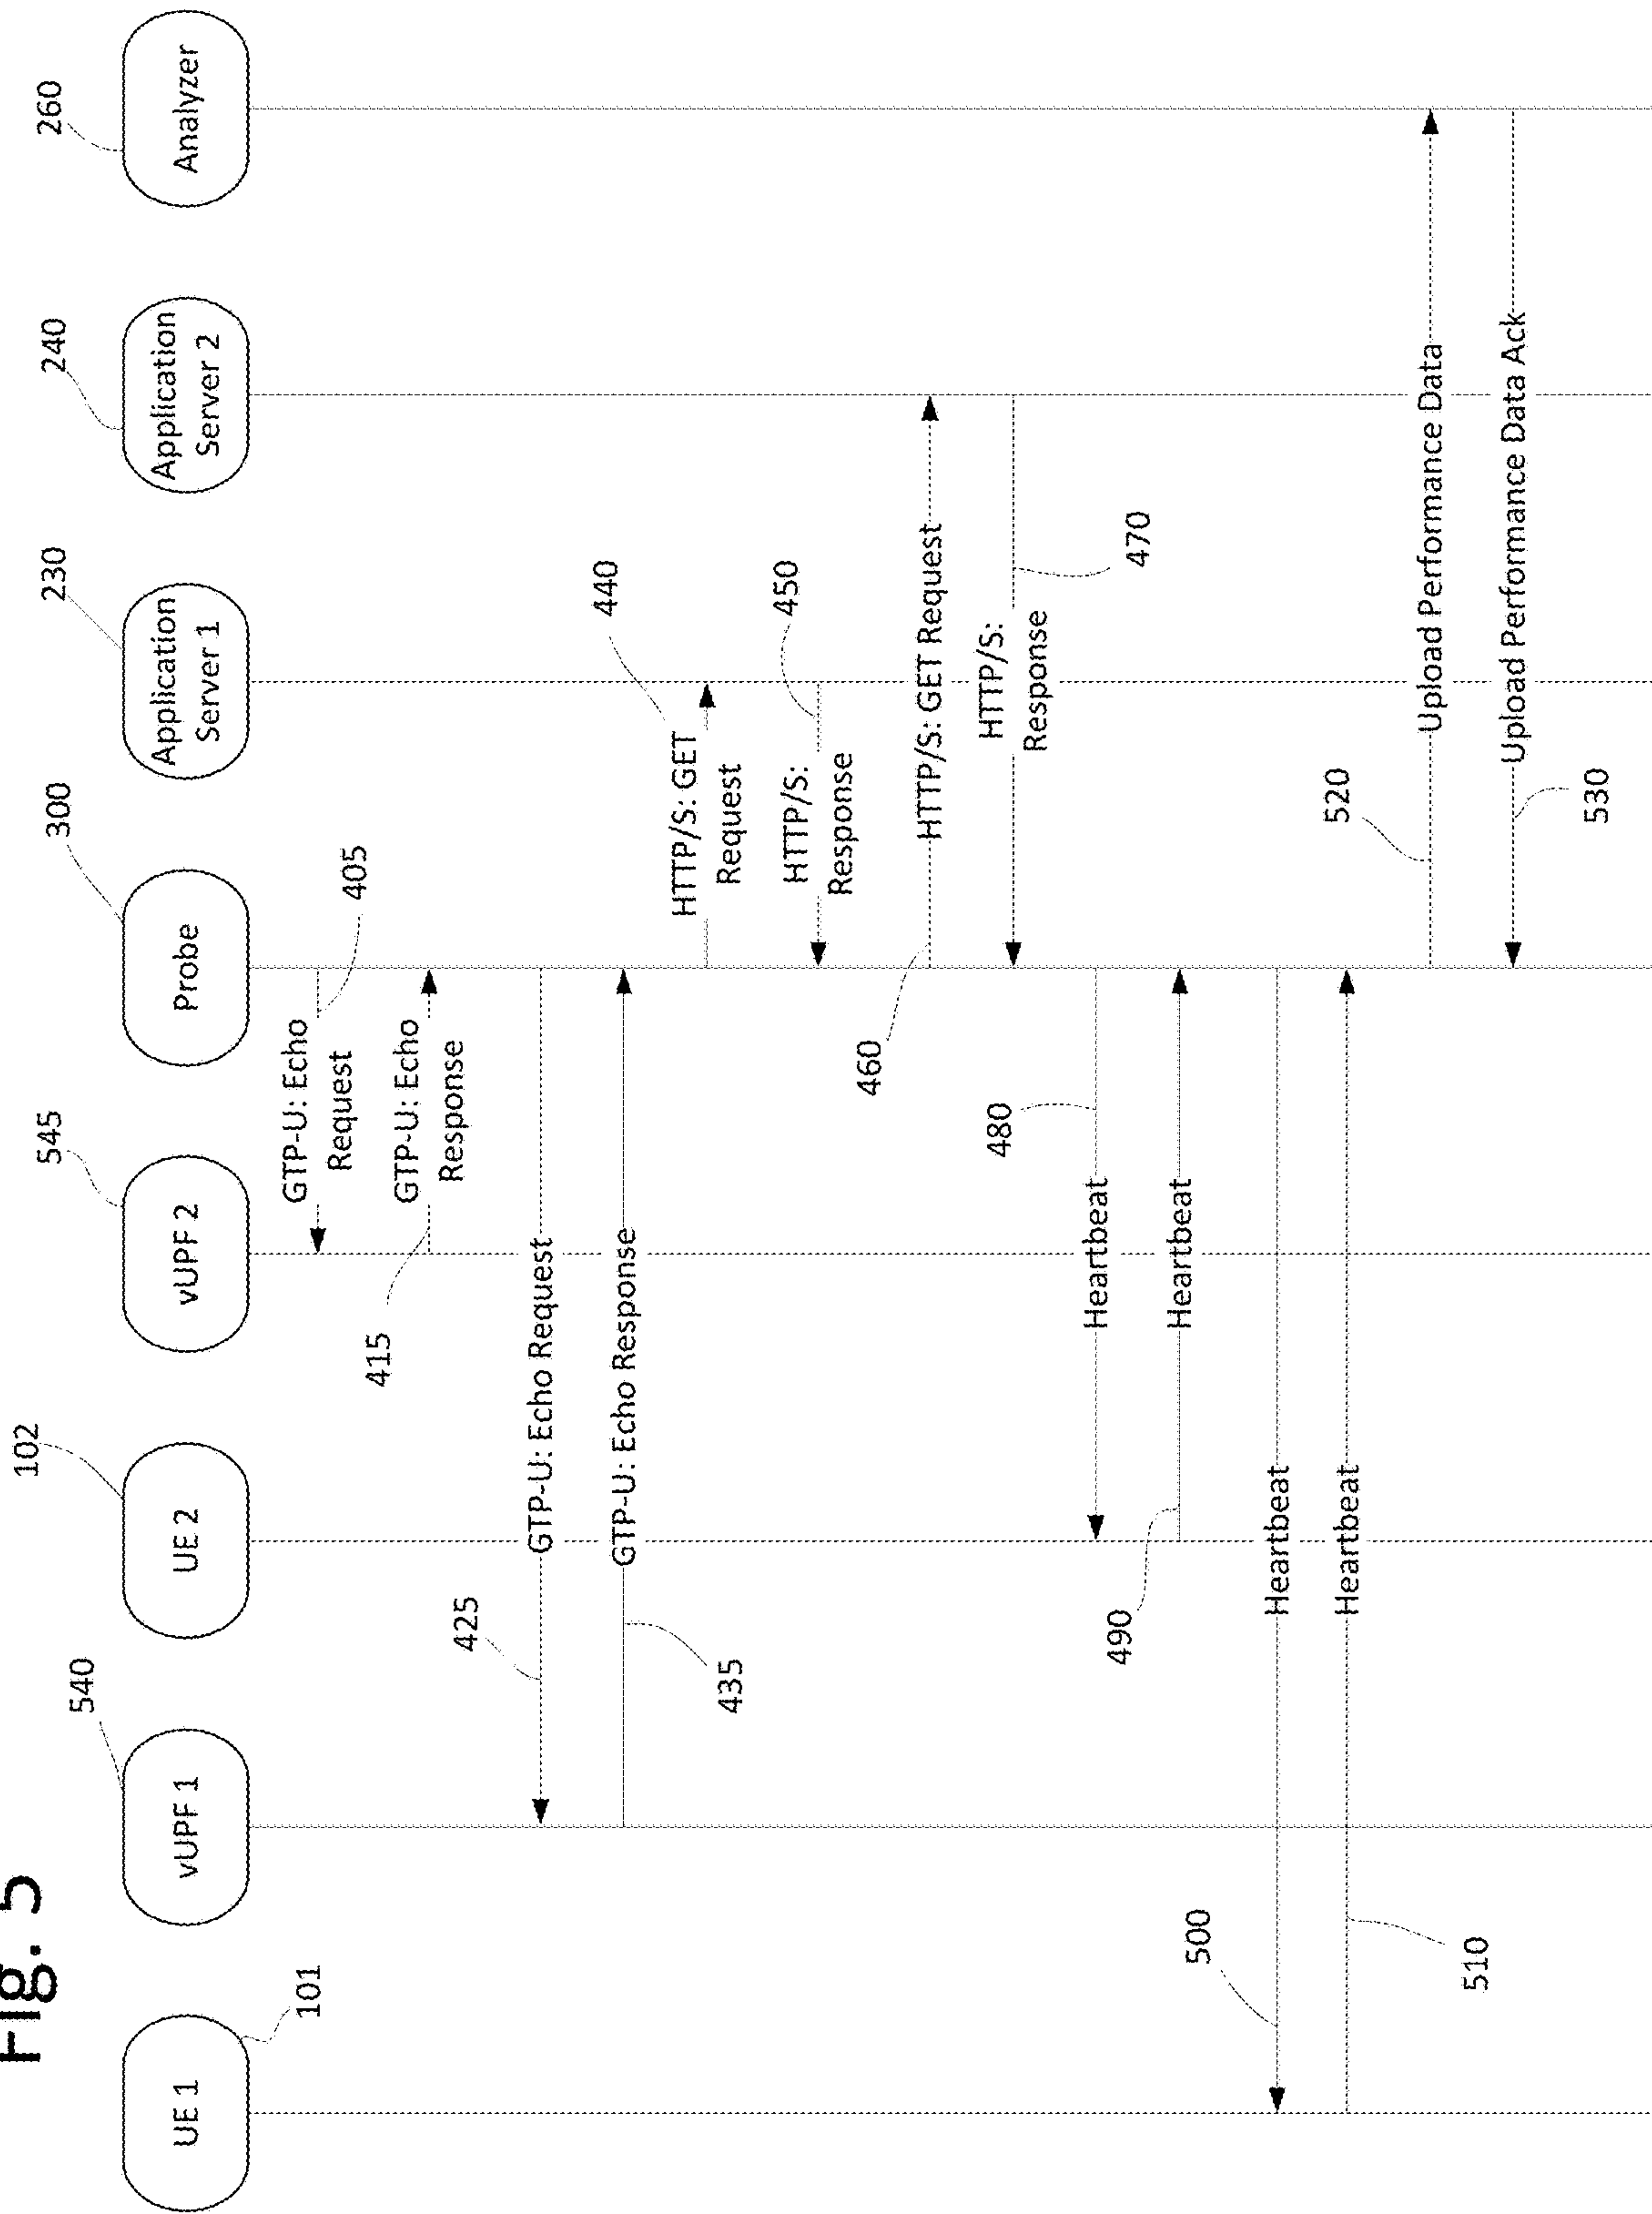 Fig. 5
101
540
102
545
300
230
240
260
UE 1
vUPF 1
UE 2
vUPF 2
Probe
Application
Server 1
Application
Server 2
Analyzer
GTP-U: Echo
Request
405
GTP-U: Echo
Response
415
425
GTP-U: Echo Request
GTP-U: Echo Response
435
440
HTTP/S: GET
Request
450
HTTP/S:
Response
460
HTTP/S: GET Request
HTTP/S:
Response
470
480
Heartbeat
Heartbeat
490
500
Heartbeat
Heartbeat
510
520
Upload Performance Data
Upload Performance Data Ack
530